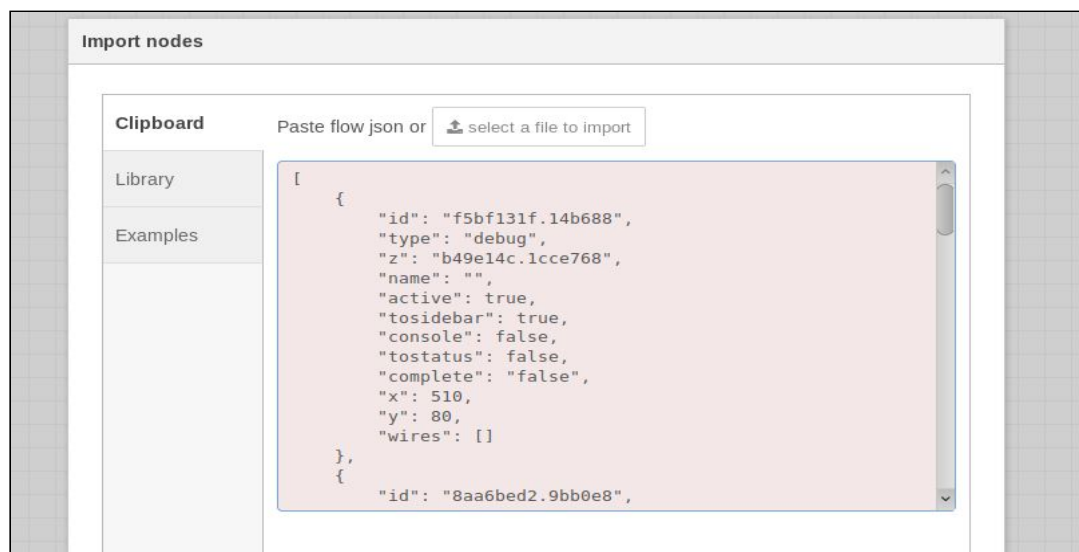 Import nodes
Clipboard
Paste flow json or
select a file to import
Library
Examples
[
    {
        "id": "f5bf131f.14b688",
        "type": "debug",
        "z": "b49e14c.1cce768",
        "name": "",
        "active": true,
        "tosidebar": true,
        "console": false,
        "tostatus": false,
        "complete": "false",
        "x": 510,
        "y": 80,
        "wires": []
    },
    {
        "id": "8aa6bed2.9bb0e8",